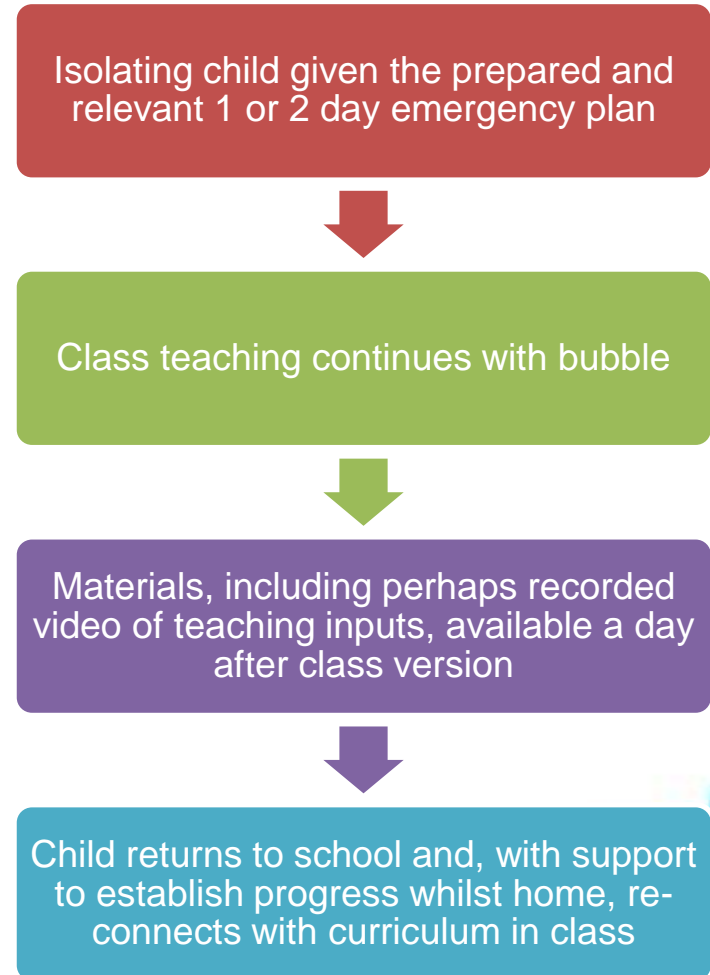 Isolating child given the prepared and
relevant 1 or 2 day emergency plan
Class teaching continues with bubble
Materials, including perhaps recorded
video of teaching inputs, available a day
after class version
Child returns to school and, with support
to establish progress whilst home, re-
connects with curriculum in class